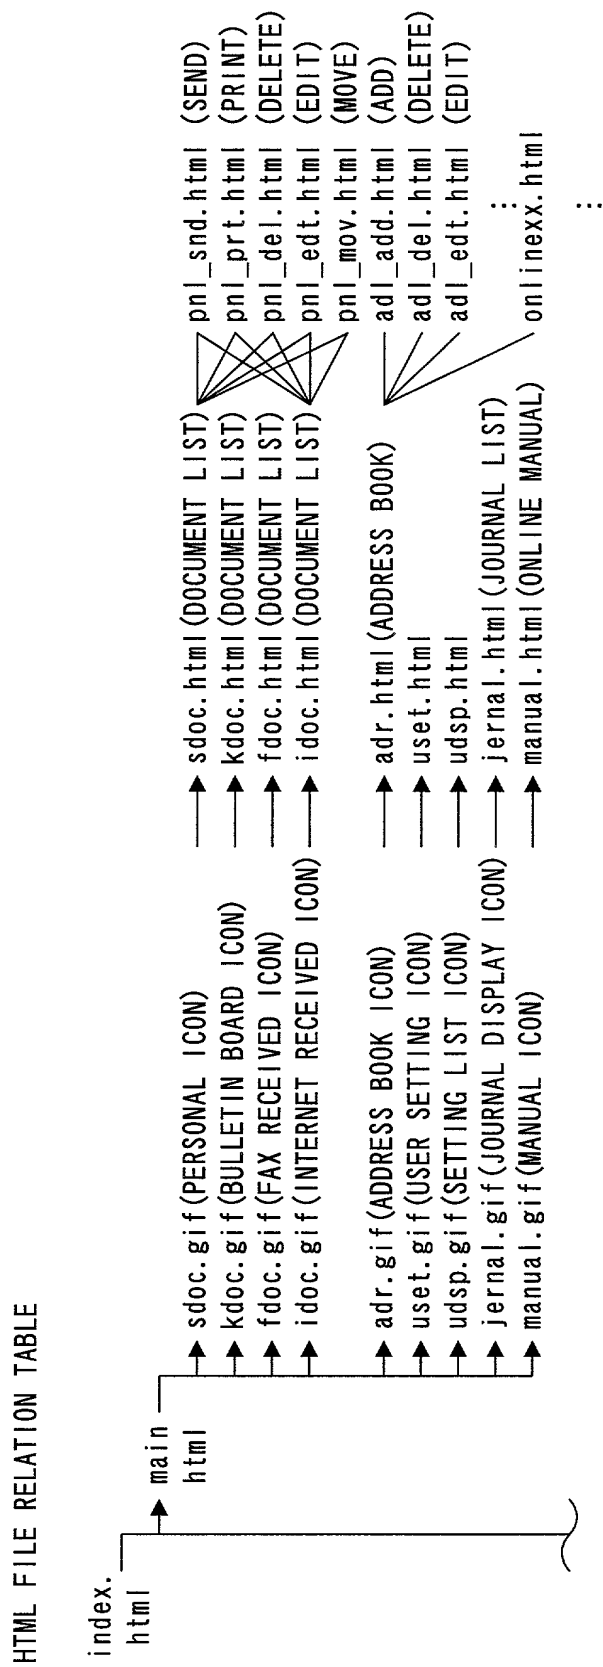 HTML FILE RELATION TABLE
index.
html
main
html
sdoc.gif(PERSONAL ICON)
kdoc.gif(BULLETIN BOARD ICON)
fdoc.gif(FAX RECEIVED ICON)
idoc.gif(INTERNET RECEIVED ICON)
adr.gif(ADDRESS BOOK ICON)
uset.gif(USER SETTING ICON)
udsp.gif(SETTING LIST ICON)
jernal.gif(JOURNAL DISPLAY ICON)
manual.gif(MANUAL ICON)
sdoc.html(DOCUMENT LIST)
kdoc.html(DOCUMENT LIST)
fdoc.html(DOCUMENT LIST)
idoc.html(DOCUMENT LIST)
adr.html(ADDRESS BOOK)
uset.html
udsp.html
jernal.html(JOURNAL LIST)
manual.html(ONLINE MANUAL)
pnl_snd.html (SEND)
pnl_prt.html (PRINT)
pnl_del.html (DELETE)
pnl_edt.html (EDIT)
pnl_mov.html (MOVE)
adl_add.html (ADD)
adl_del.html (DELETE)
adl_edt.html (EDIT)
⋮
onlinexx.html
⋮